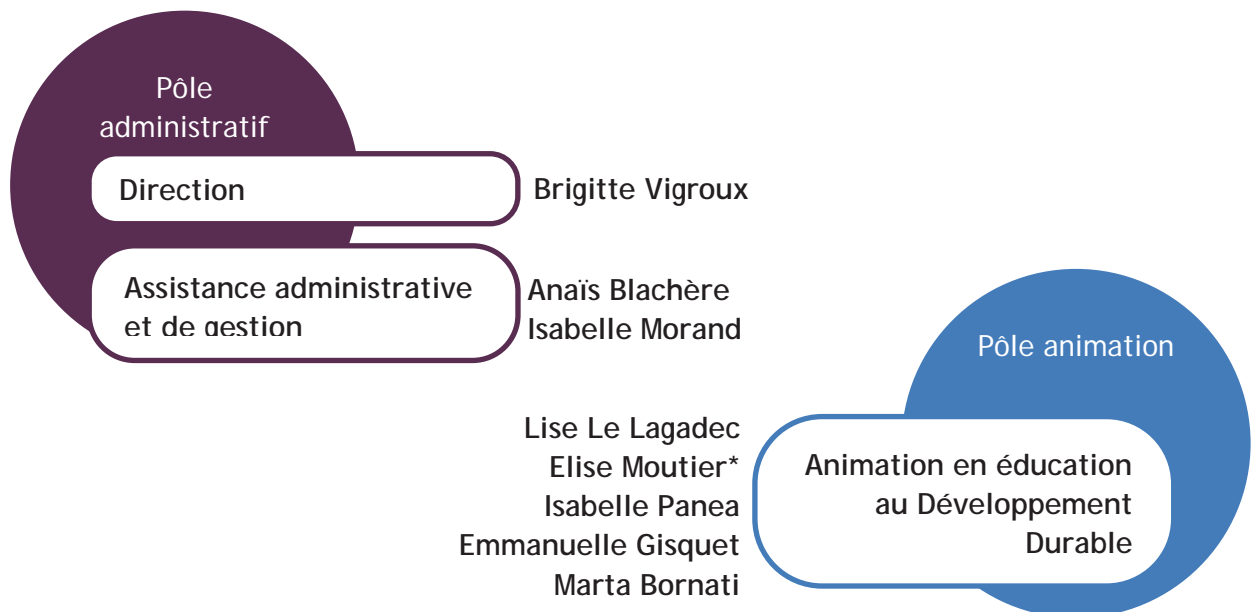 Pôle
administratif
Direction
Brigitte Vigroux
Assistance administrative
et de gestion
Anaïs Blachère
Isabelle Morand
Pôle animation
Lise Le Lagadec
Elise Moutier*
Isabelle Panea
Emmanuelle Gisquet
Marta Bornati
Animation en éducation
au Développement
Durable